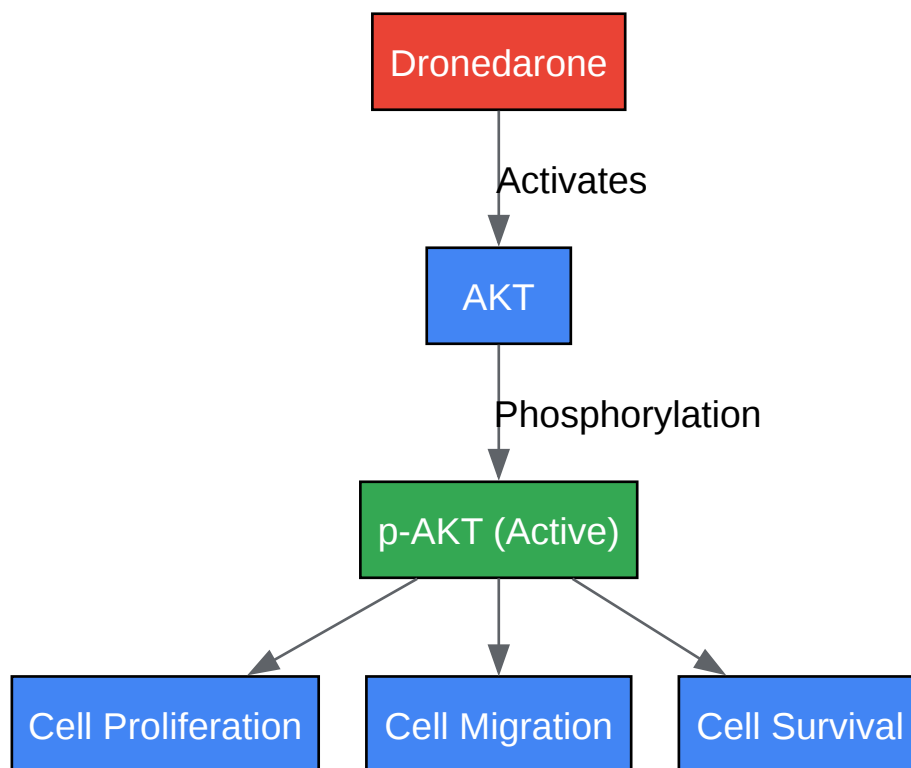 Dronedarone
Activates
AKT
Phosphorylation
p-AKT (Active)
Cell Proliferation
Cell Migration
Cell Survival